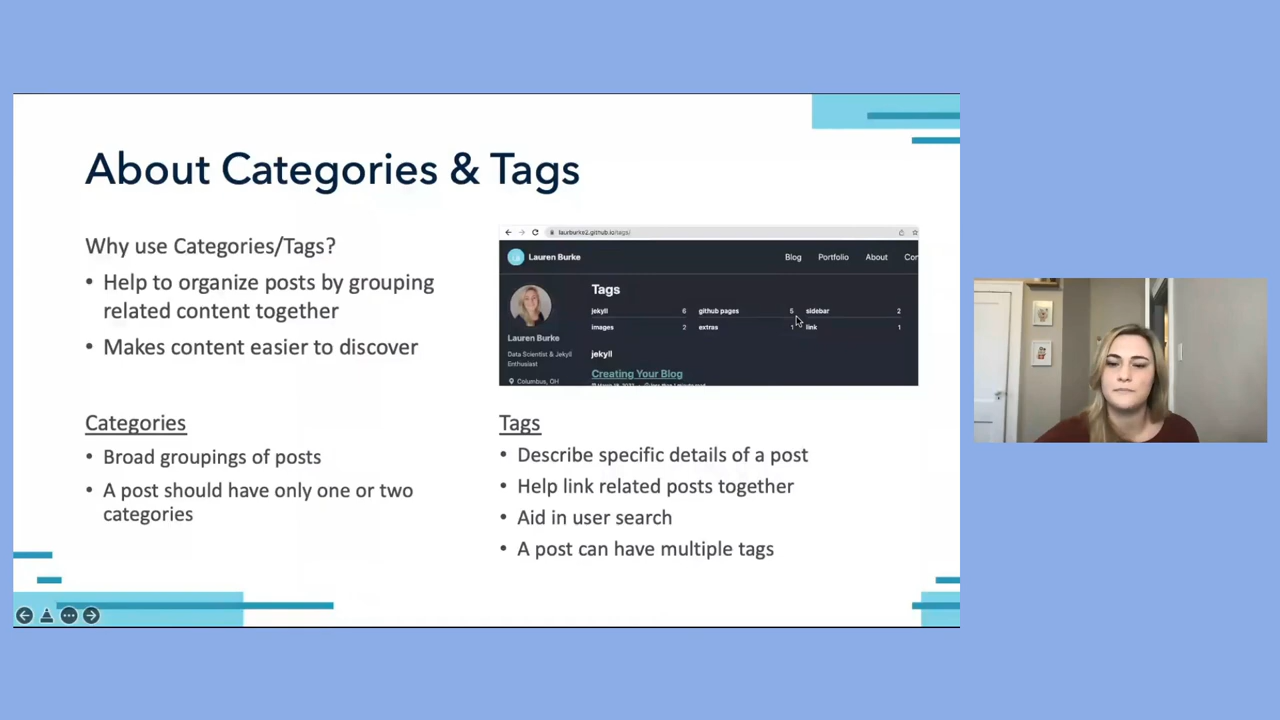 About Categories & Tags
Why use Categories/Tags?
• Help to organize posts by grouping
related content together
• Makes content easier to discover
laurburke2.github.io/tags/
Lauren Burke
Blog Portfolio About Cor
Tags
jekyll 6 github pages 5 sidebar 2
images 2 extras 1 link 1
Lauren Burke
Data Scientist & Jekyll
Enthusiast
Columbus, OH
jekyll
Creating Your Blog
Categories
• Broad groupings of posts
• A post should have only one or two
categories
Tags
• Describe specific details of a post
• Help link related posts together
• Aid in user search
• A post can have multiple tags